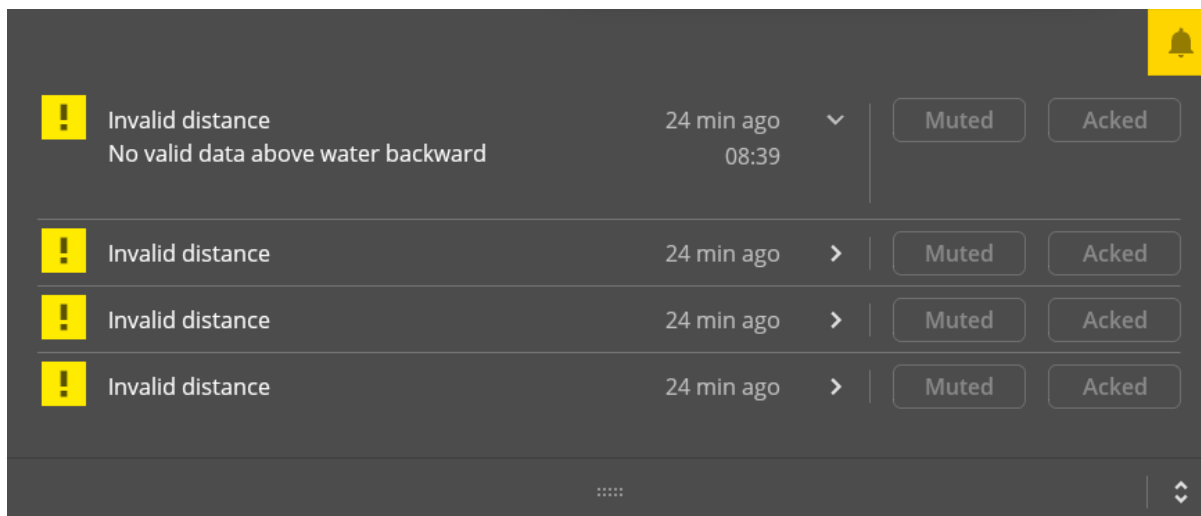 Invalid distance 24 min ago Muted Acked
No valid data above water backward 08:39
Invalid distance 24 min ago Muted Acked
Invalid distance 24 min ago Muted Acked
Invalid distance 24 min ago Muted Acked